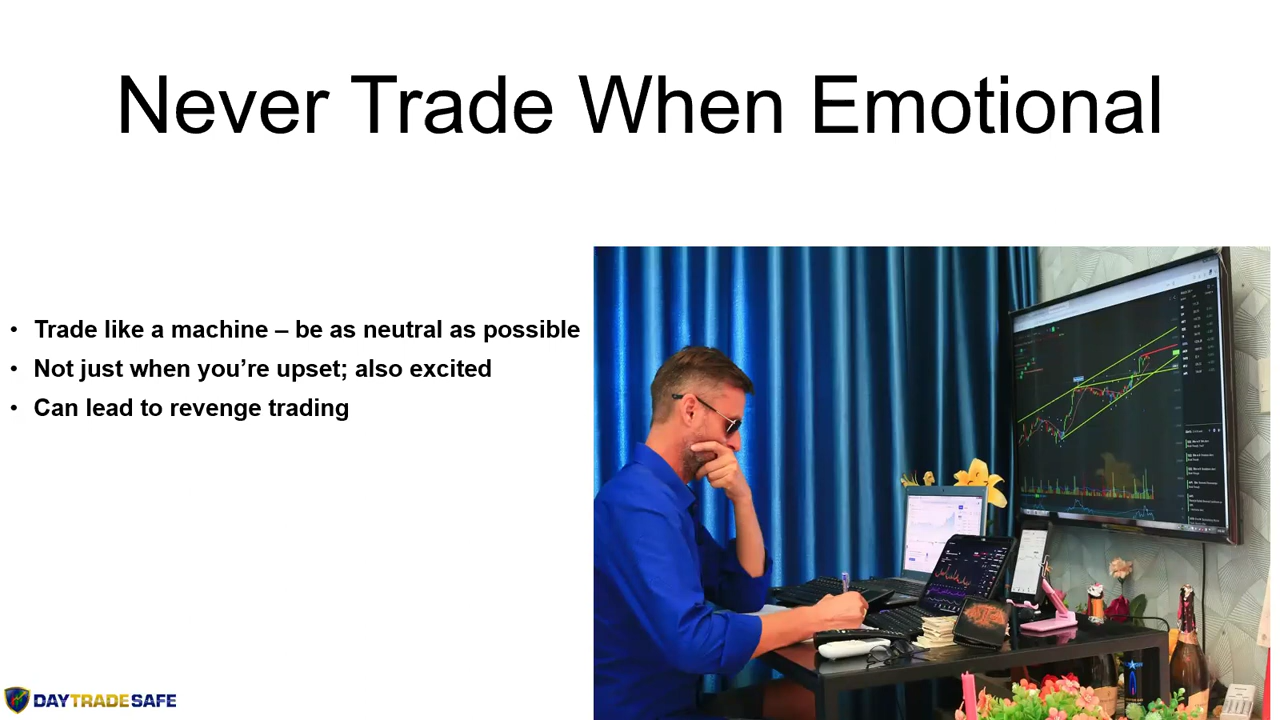 Never Trade When Emotional
• Trade like a machine – be as neutral as possible
• Not just when you’re upset; also excited
• Can lead to revenge trading
DAYTRADESAFE